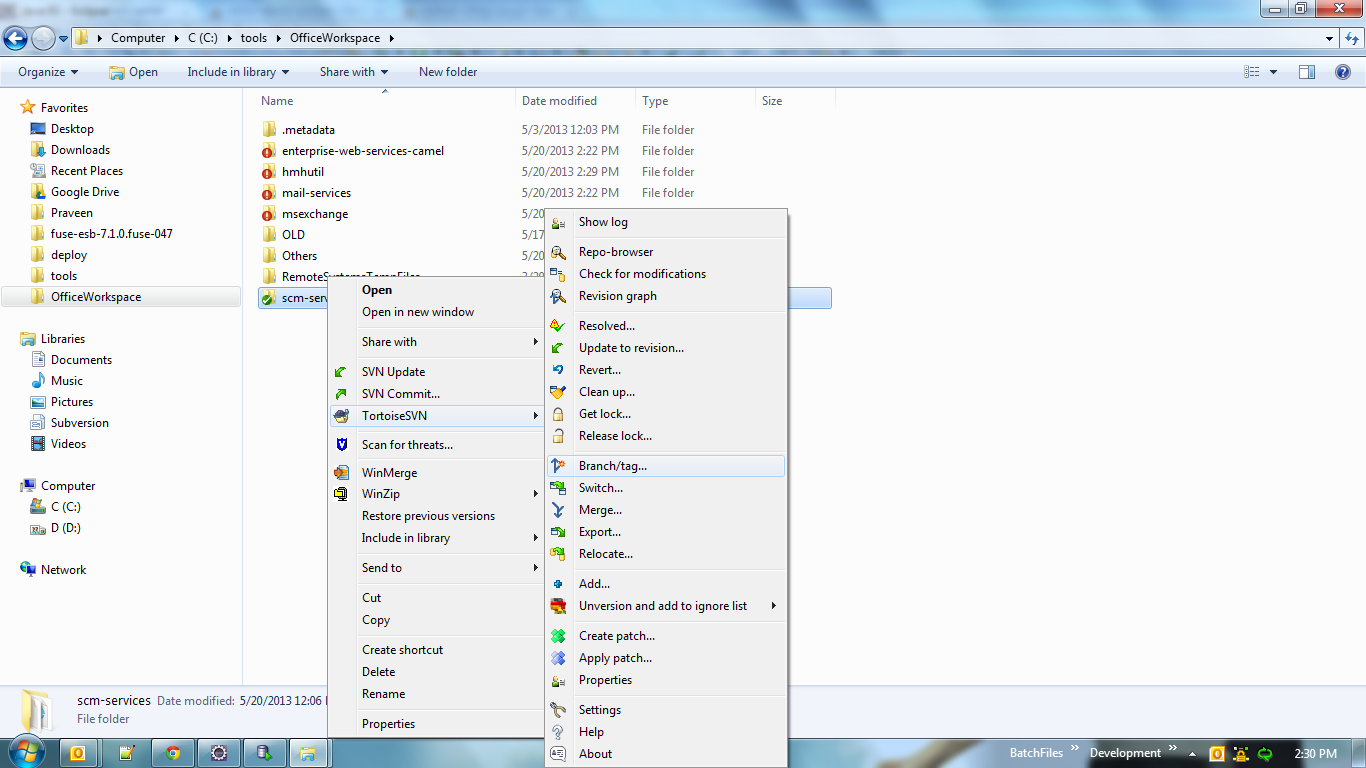 Computer
C (C:)
tools
OfficeWorkspace
Organize
Open
Include in library
Share with
New folder
Name
Date modified
Type
Size
Favorites
Desktop
Downloads
Recent Places
Google Drive
Praveen
fuse-esb-7.1.0.fuse-047
deploy
tools
OfficeWorkspace
Libraries
Documents
Music
Pictures
Subversion
Videos
Computer
C (C:)
D (D:)
Network
.metadata 5/3/2013 12:03 PM File folder
enterprise-web-services-camel 5/20/2013 2:22 PM File folder
hmhutil 5/20/2013 2:29 PM File folder
mail-services 5/20/2013 2:22 PM File folder
msexchange 5/20
OLD 5/17
Others 5/20
RemoteSystemsTempFiles
scm-serv
Open
Open in new window
Share with
SVN Update
SVN Commit...
TortoiseSVN
Scan for threats...
WinMerge
WinZip
Restore previous versions
Include in library
Send to
Cut
Copy
Create shortcut
Delete
Rename
Properties
Show log
Repo-browser
Check for modifications
Revision graph
Resolved...
Update to revision...
Revert...
Clean up...
Get lock...
Release lock...
Branch/tag...
Switch...
Merge...
Export...
Relocate...
Add...
Unversion and add to ignore list
Create patch...
Apply patch...
Properties
Settings
Help
About
scm-services Date modified: 5/20/2013 12:06
File folder
BatchFiles
Development
2:30 PM